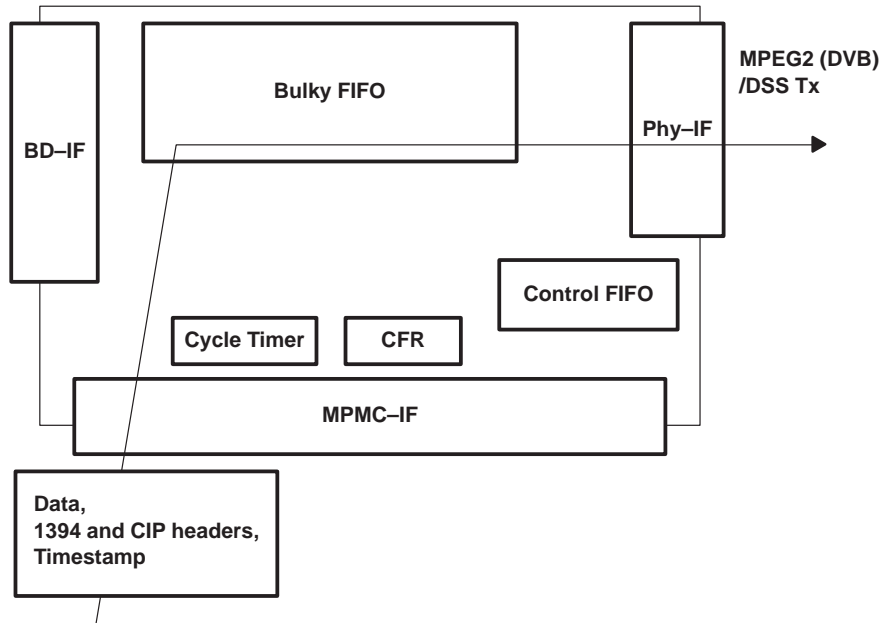 MPEG2 (DVB)
/DSS Tx
Bulky FIFO
Phy–IF
BD–IF
Control FIFO
Cycle Timer
CFR
MPMC–IF
Data,
1394 and CIP headers,
Timestamp